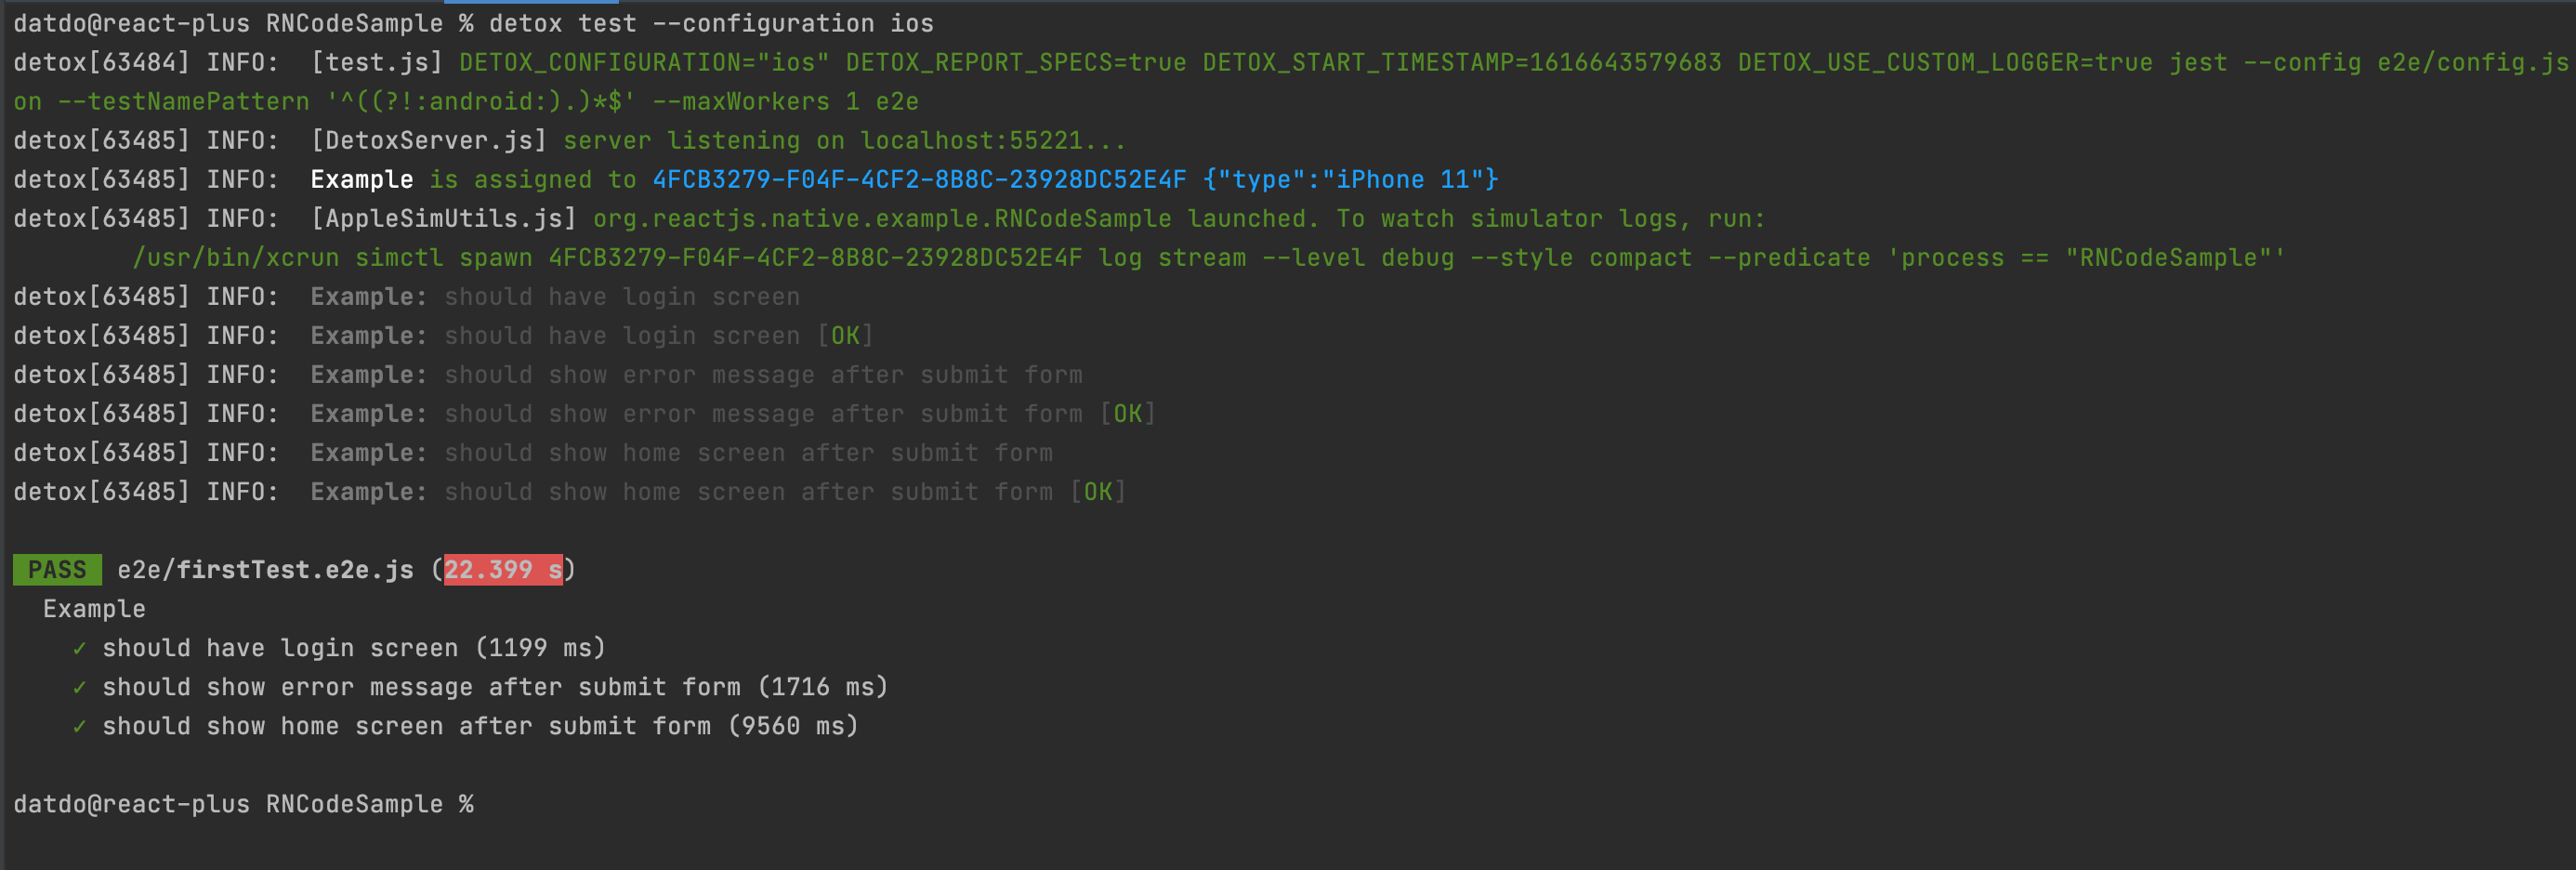 datdo@react-plus RNCodeSample % detox test --configuration ios
detox[63484] INFO:  [test.js] DETOX_CONFIGURATION="ios" DETOX_REPORT_SPECS=true DETOX_START_TIMESTAMP=1616643579683 DETOX_USE_CUSTOM_LOGGER=true jest --config e2e/config.js
on --testNamePattern '^((?!:android:).)*$' --maxWorkers 1 e2e
detox[63485] INFO:  [DetoxServer.js] server listening on localhost:55221...
detox[63485] INFO:  Example is assigned to 4FCB3279-F04F-4CF2-8B8C-23928DC52E4F {"type":"iPhone 11"}
detox[63485] INFO:  [AppleSimUtils.js] org.reactjs.native.example.RNCodeSample launched. To watch simulator logs, run:
        /usr/bin/xcrun simctl spawn 4FCB3279-F04F-4CF2-8B8C-23928DC52E4F log stream --level debug --style compact --predicate 'process == "RNCodeSample"'
detox[63485] INFO:  Example: should have login screen
detox[63485] INFO:  Example: should have login screen [OK]
detox[63485] INFO:  Example: should show error message after submit form
detox[63485] INFO:  Example: should show error message after submit form [OK]
detox[63485] INFO:  Example: should show home screen after submit form
detox[63485] INFO:  Example: should show home screen after submit form [OK]
PASS e2e/firstTest.e2e.js (22.399 s)
  Example
    ✓ should have login screen (1199 ms)
    ✓ should show error message after submit form (1716 ms)
    ✓ should show home screen after submit form (9560 ms)
datdo@react-plus RNCodeSample %